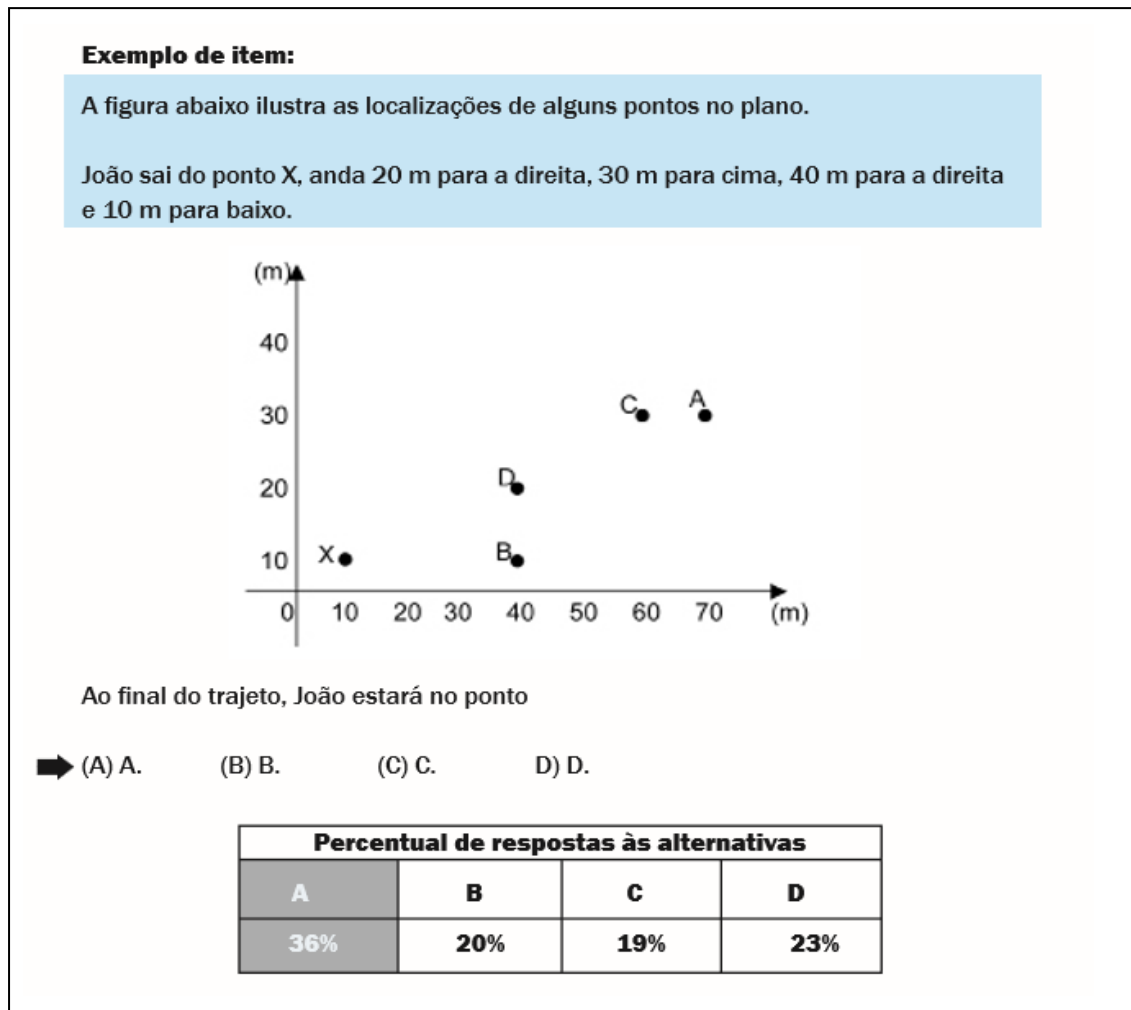 Exemplo de item:
A figura abaixo ilustra as localizações de alguns pontos no plano.
João sai do ponto X, anda 20 m para a direita, 30 m para cima, 40 m para a direita
e 10 m para baixo.
(m)
40
30
20
10
C
A
D
B
X
0 10 20 30 40 50 60 70 (m)
Ao final do trajeto, João estará no ponto
(A) A. (B) B. (C) C. D) D.
Percentual de respostas às alternativas
A B C D
36% 20% 19% 23%